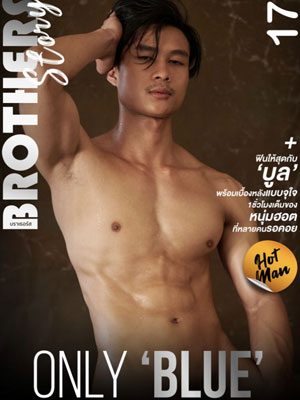 BROTHERS
Story
บราเธอร์ส
17
+
ฟินให้สุดกับ
'บูล'
พร้อมเบื้องหลังแบบจุใจ
1ชั่วโมงเต็มของ
หนุ่มฮอต
ที่หลายคนรอคอย
Hot
Man
ONLY 'BLUE'